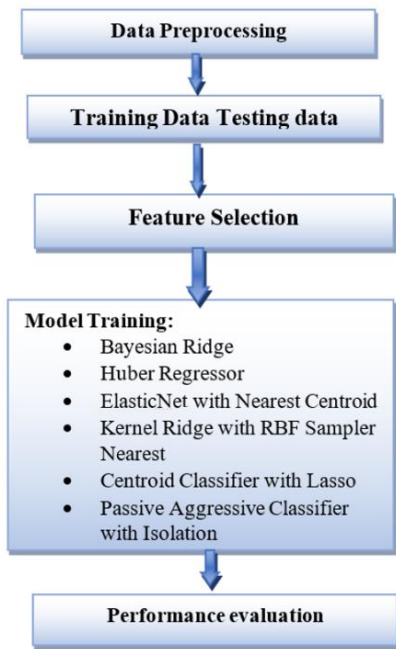 Data Preprocessing
Training Data Testing data
Feature Selection
Model Training:
• Bayesian Ridge
• Huber Regressor
• ElasticNet with Nearest Centroid
• Kernel Ridge with RBF Sampler
Nearest
• Centroid Classifier with Lasso
• Passive Aggressive Classifier
with Isolation
Performance evaluation